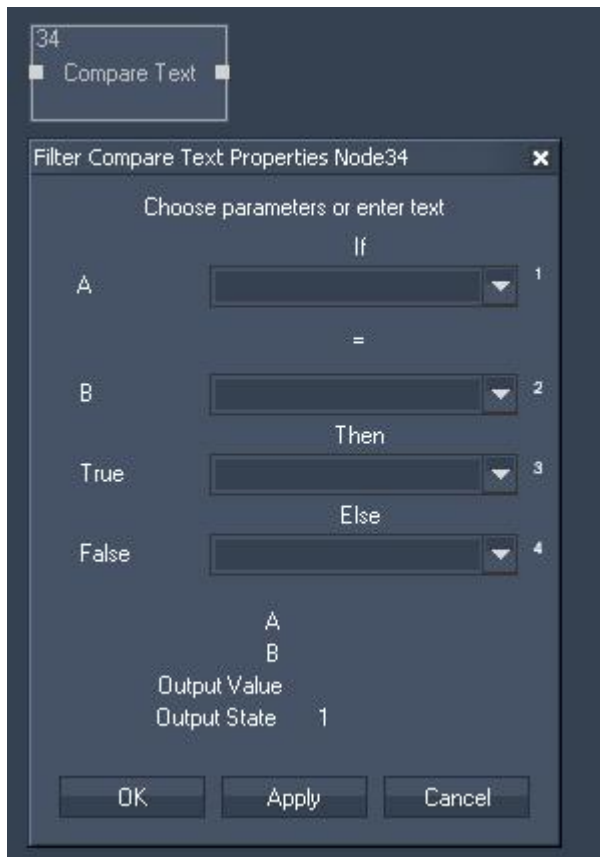 34
Compare Text
Filter Compare Text Properties Node34
Choose parameters or enter text
If
A 1
=
B 2
Then
True 3
Else
False 4
A
B
Output Value
Output State 1
OK Apply Cancel